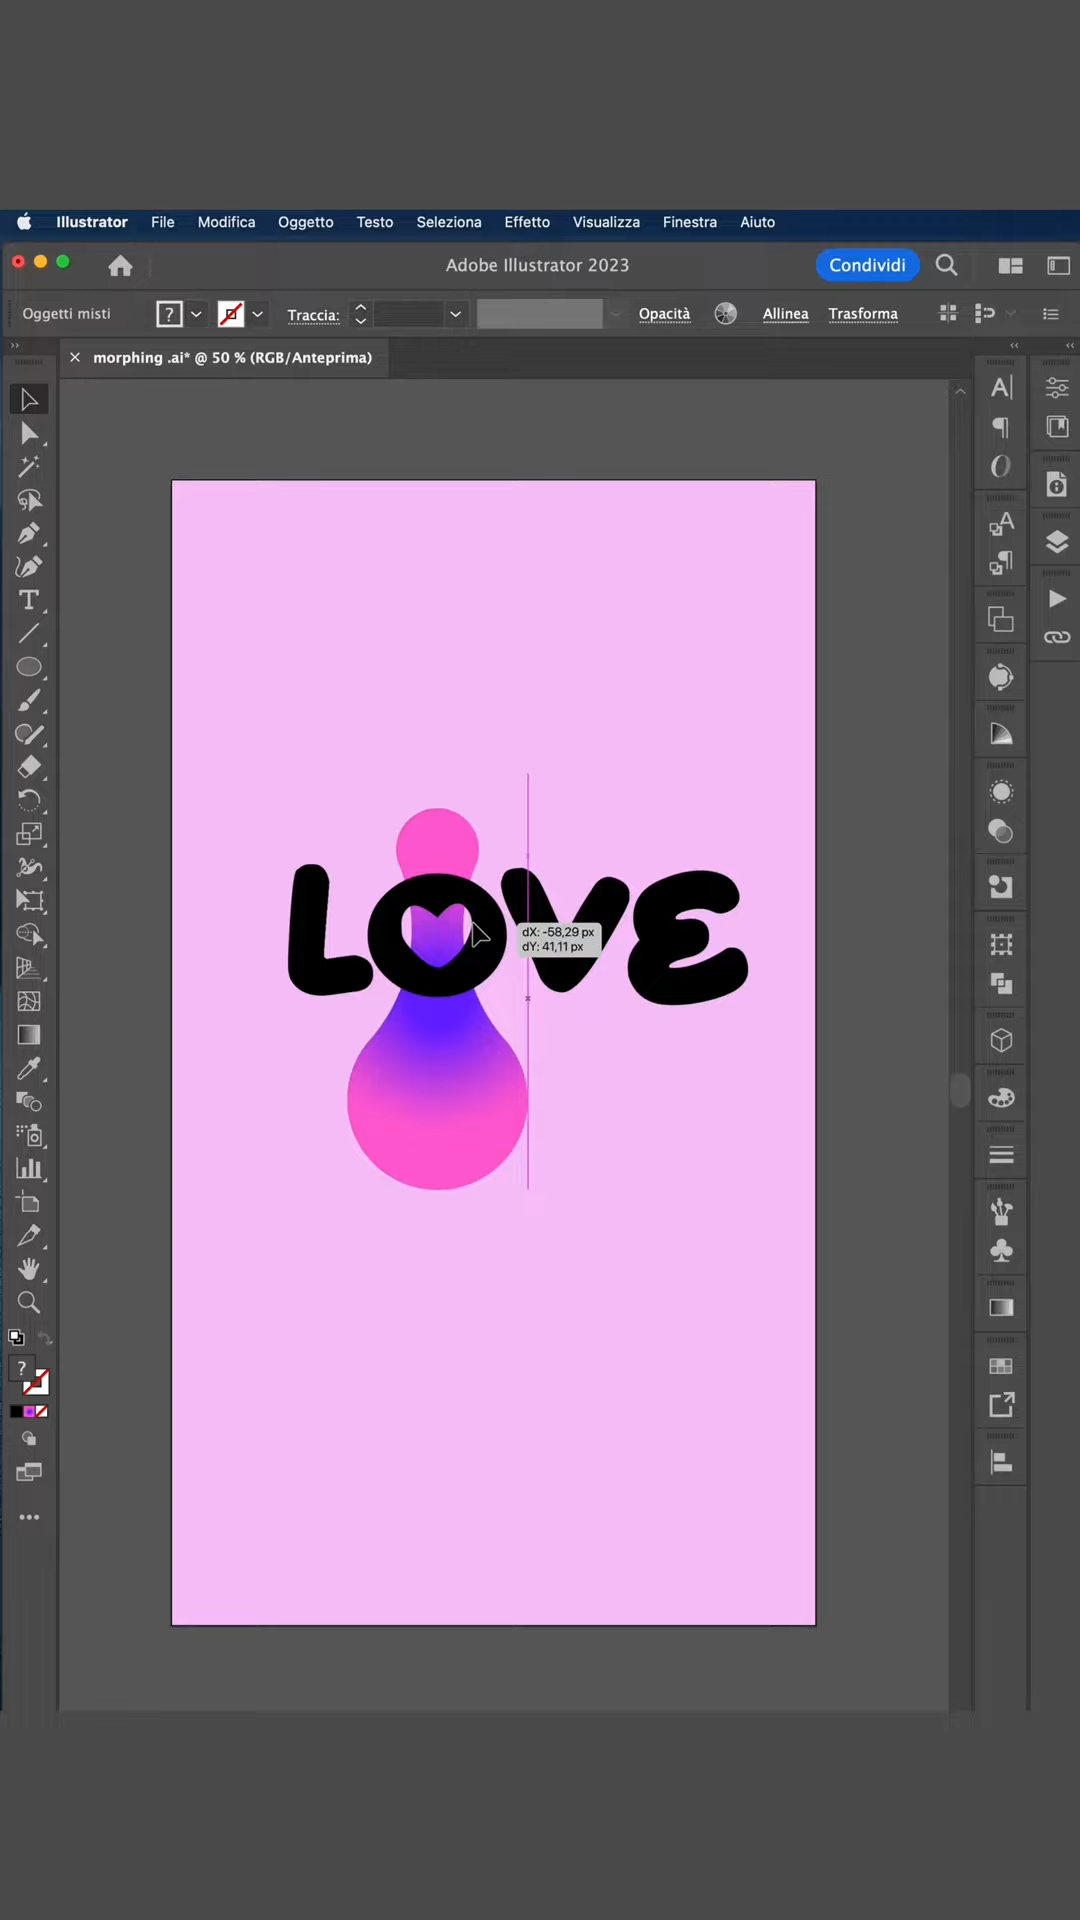 Illustrator File Modifica Oggetto Testo Seleziona Effetto Visualizza Finestra Aiuto
Adobe Illustrator 2023
Condividi
Oggetti misti ? Traccia: Opacità Allinea Trasforma
× morphing .ai* @ 50 % (RGB/Anteprima)
LOVE
dX: -58,29 px
dY: 41,11 px
?